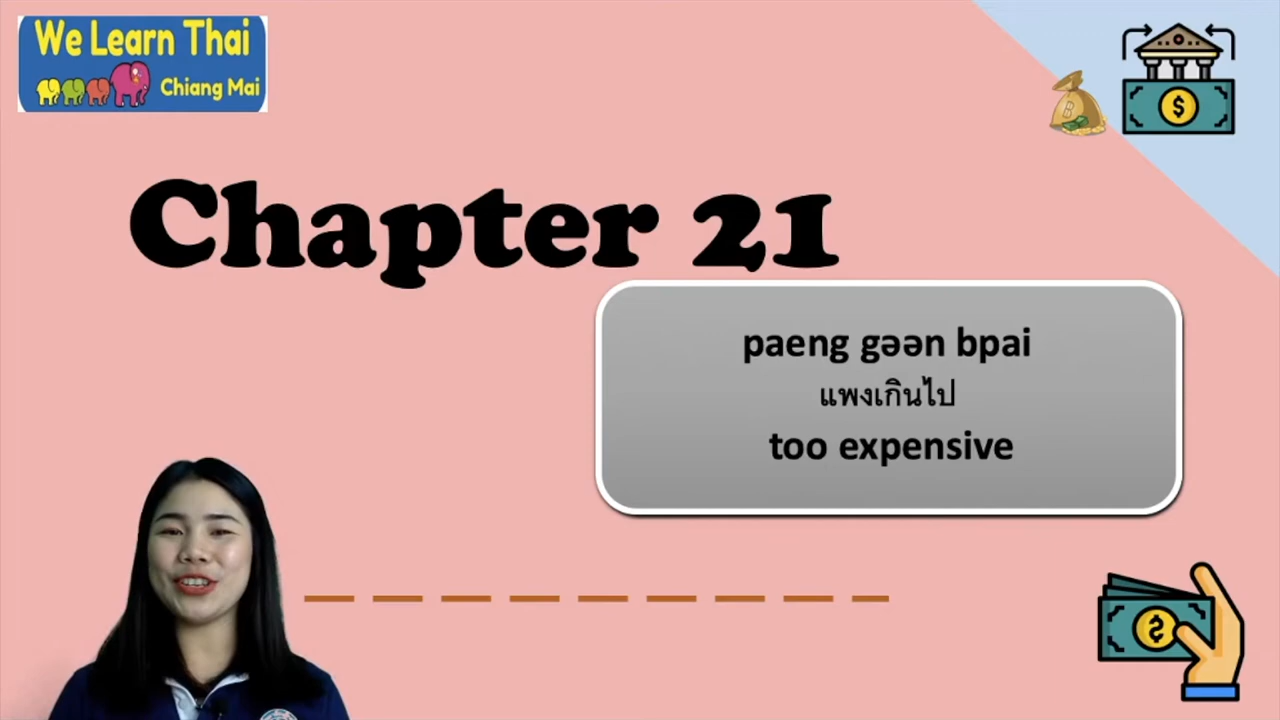 We Learn Thai
Chiang Mai
Chapter 21
paeng gəən bpai
แพงเกินไป
too expensive